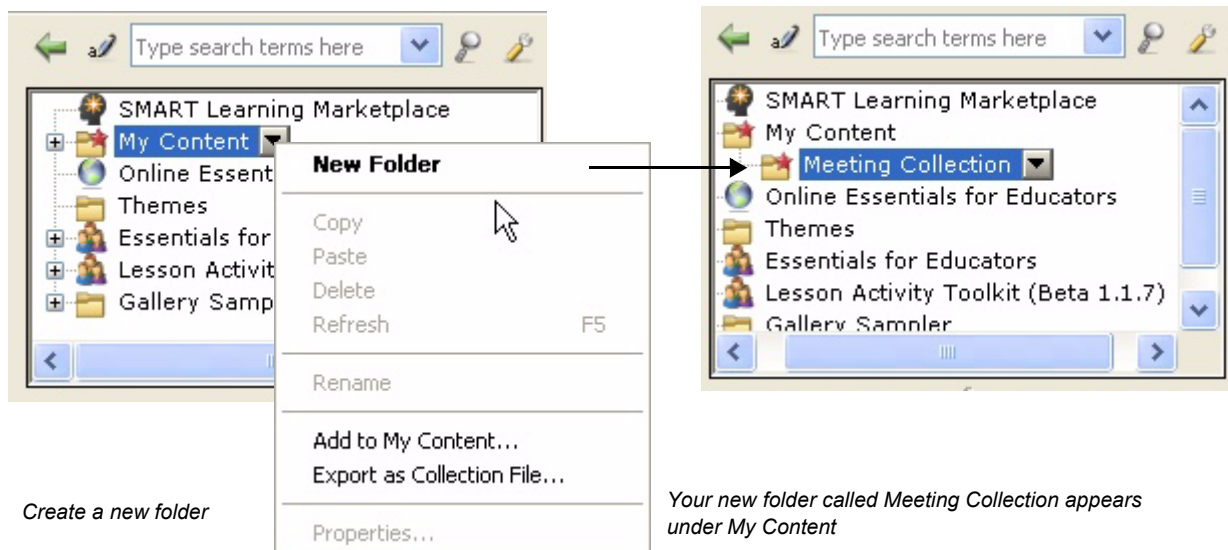 Type search terms here
SMART Learning Marketplace
My Content
Online Essent
Themes
Essentials for
Lesson Activit
Gallery Samp
New Folder
Copy
Paste
Delete
Refresh F5
Rename
Add to My Content...
Export as Collection File...
Properties...
Create a new folder
Type search terms here
SMART Learning Marketplace
My Content
Meeting Collection
Online Essentials for Educators
Themes
Essentials for Educators
Lesson Activity Toolkit (Beta 1.1.7)
Gallery Sampler
Your new folder called Meeting Collection appears
under My Content